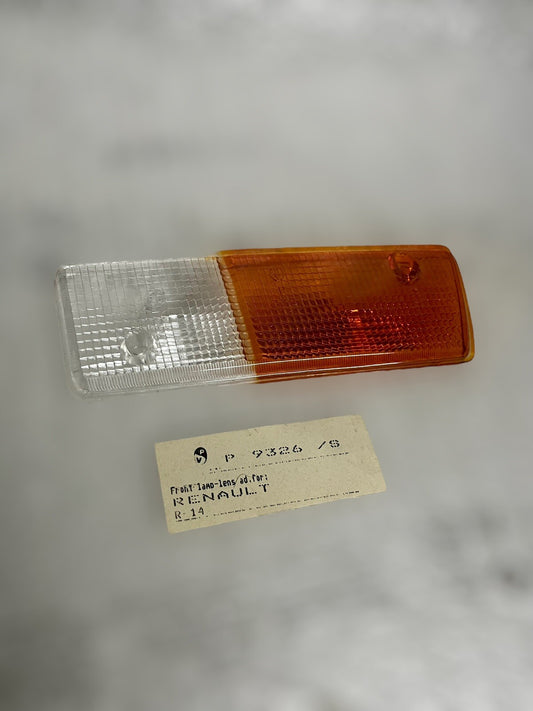 P 9326 /S
Front lamp-lens ad.for:
RENAULT
R- 14